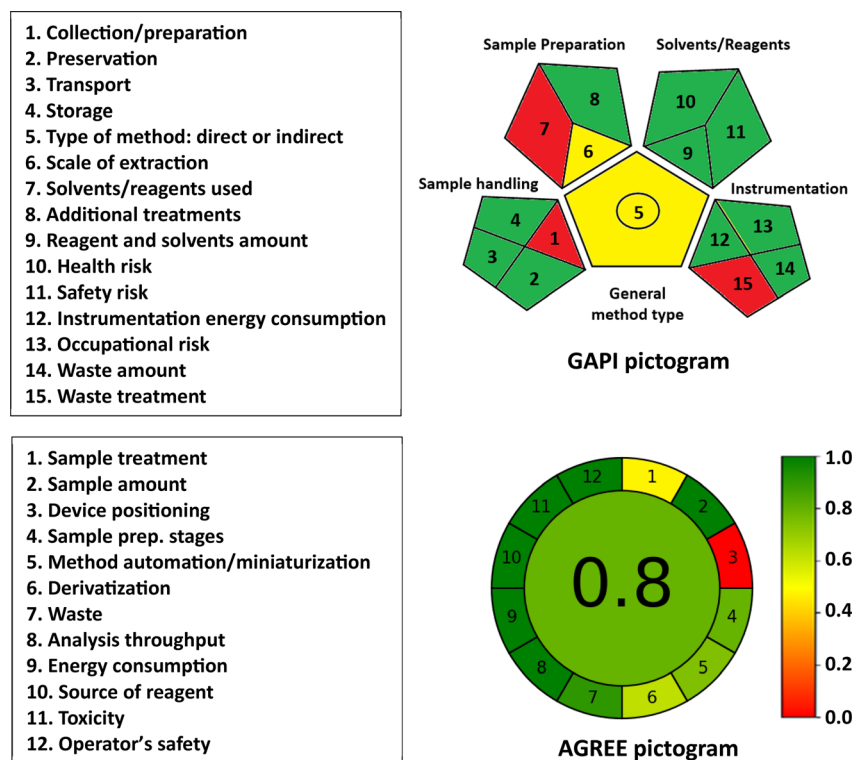 1. Collection/preparation
2. Preservation
3. Transport
4. Storage
5. Type of method: direct or indirect
6. Scale of extraction
7. Solvents/reagents used
8. Additional treatments
9. Reagent and solvents amount
10. Health risk
11. Safety risk
12. Instrumentation energy consumption
13. Occupational risk
14. Waste amount
15. Waste treatment
Sample Preparation
Solvents/Reagents
8
7
6
10
11
9
Sample handling
Instrumentation
4
1
3
2
5
13
12
14
15
General
method type
GAPI pictogram
1. Sample treatment
2. Sample amount
3. Device positioning
4. Sample prep. stages
5. Method automation/miniaturization
6. Derivatization
7. Waste
8. Analysis throughput
9. Energy consumption
10. Source of reagent
11. Toxicity
12. Operator's safety
12
1
2
3
4
5
6
7
8
9
10
11
0.8
1.0
0.8
0.6
0.4
0.2
0.0
AGREE pictogram